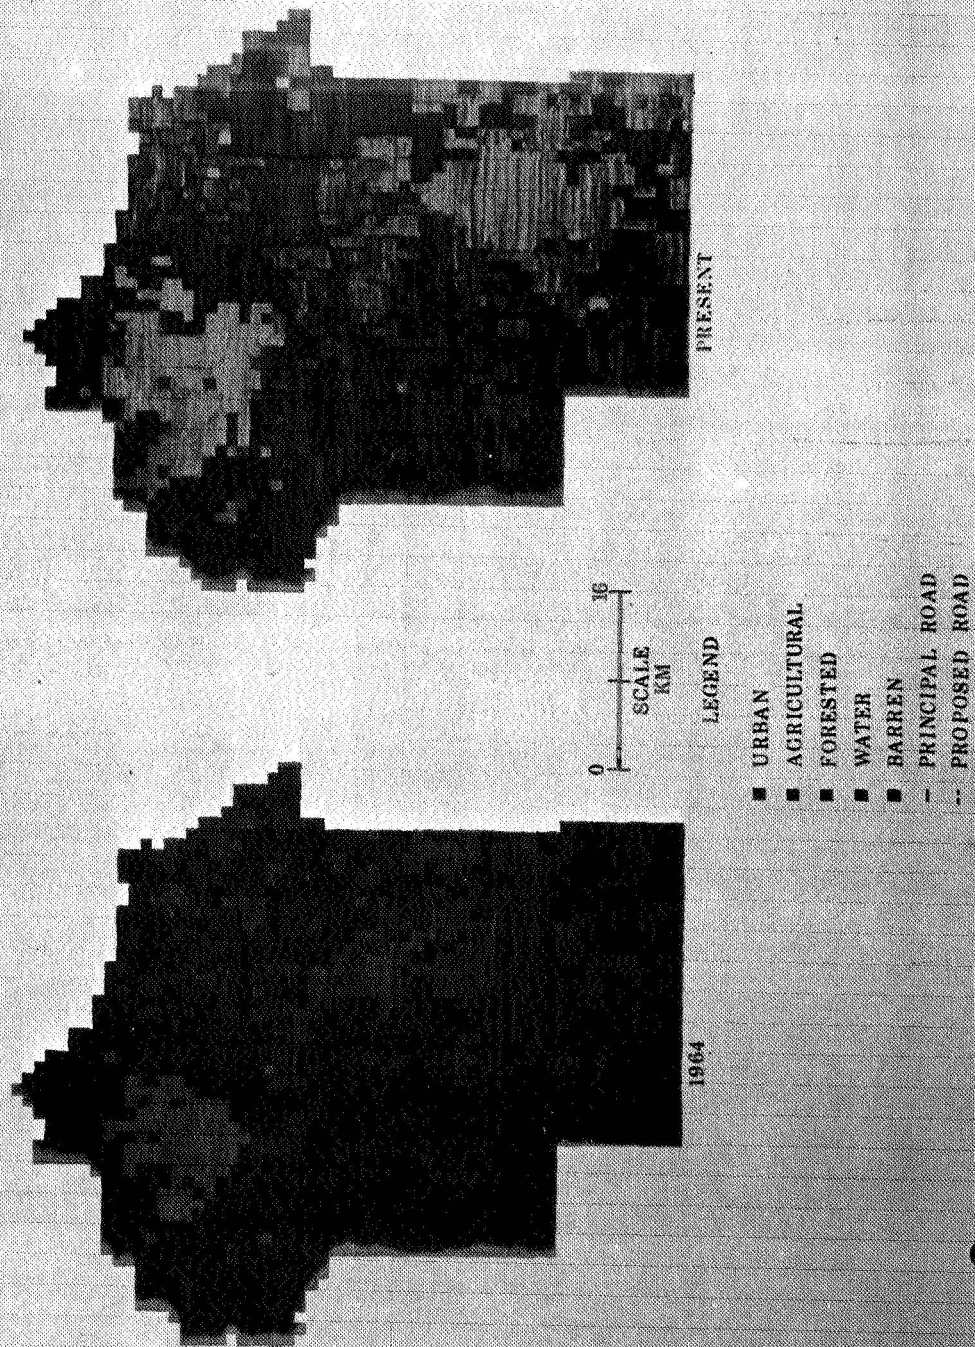 1964
PRESENT
0 16
SCALE
KM
LEGEND
URBAN
AGRICULTURAL
FORESTED
WATER
BARREN
PRINCIPAL ROAD
PROPOSED ROAD